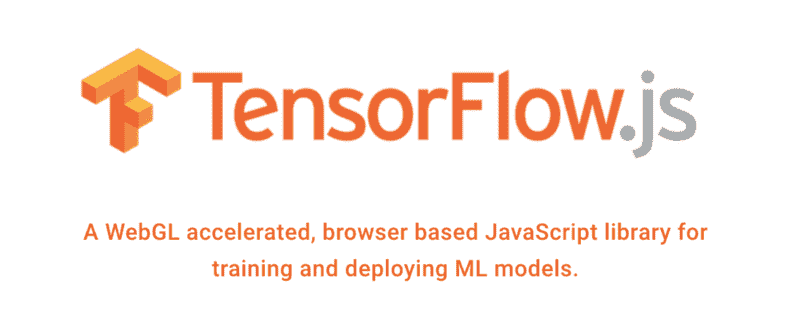 TensorFlow.js
A WebGL accelerated, browser based JavaScript library for
training and deploying ML models.